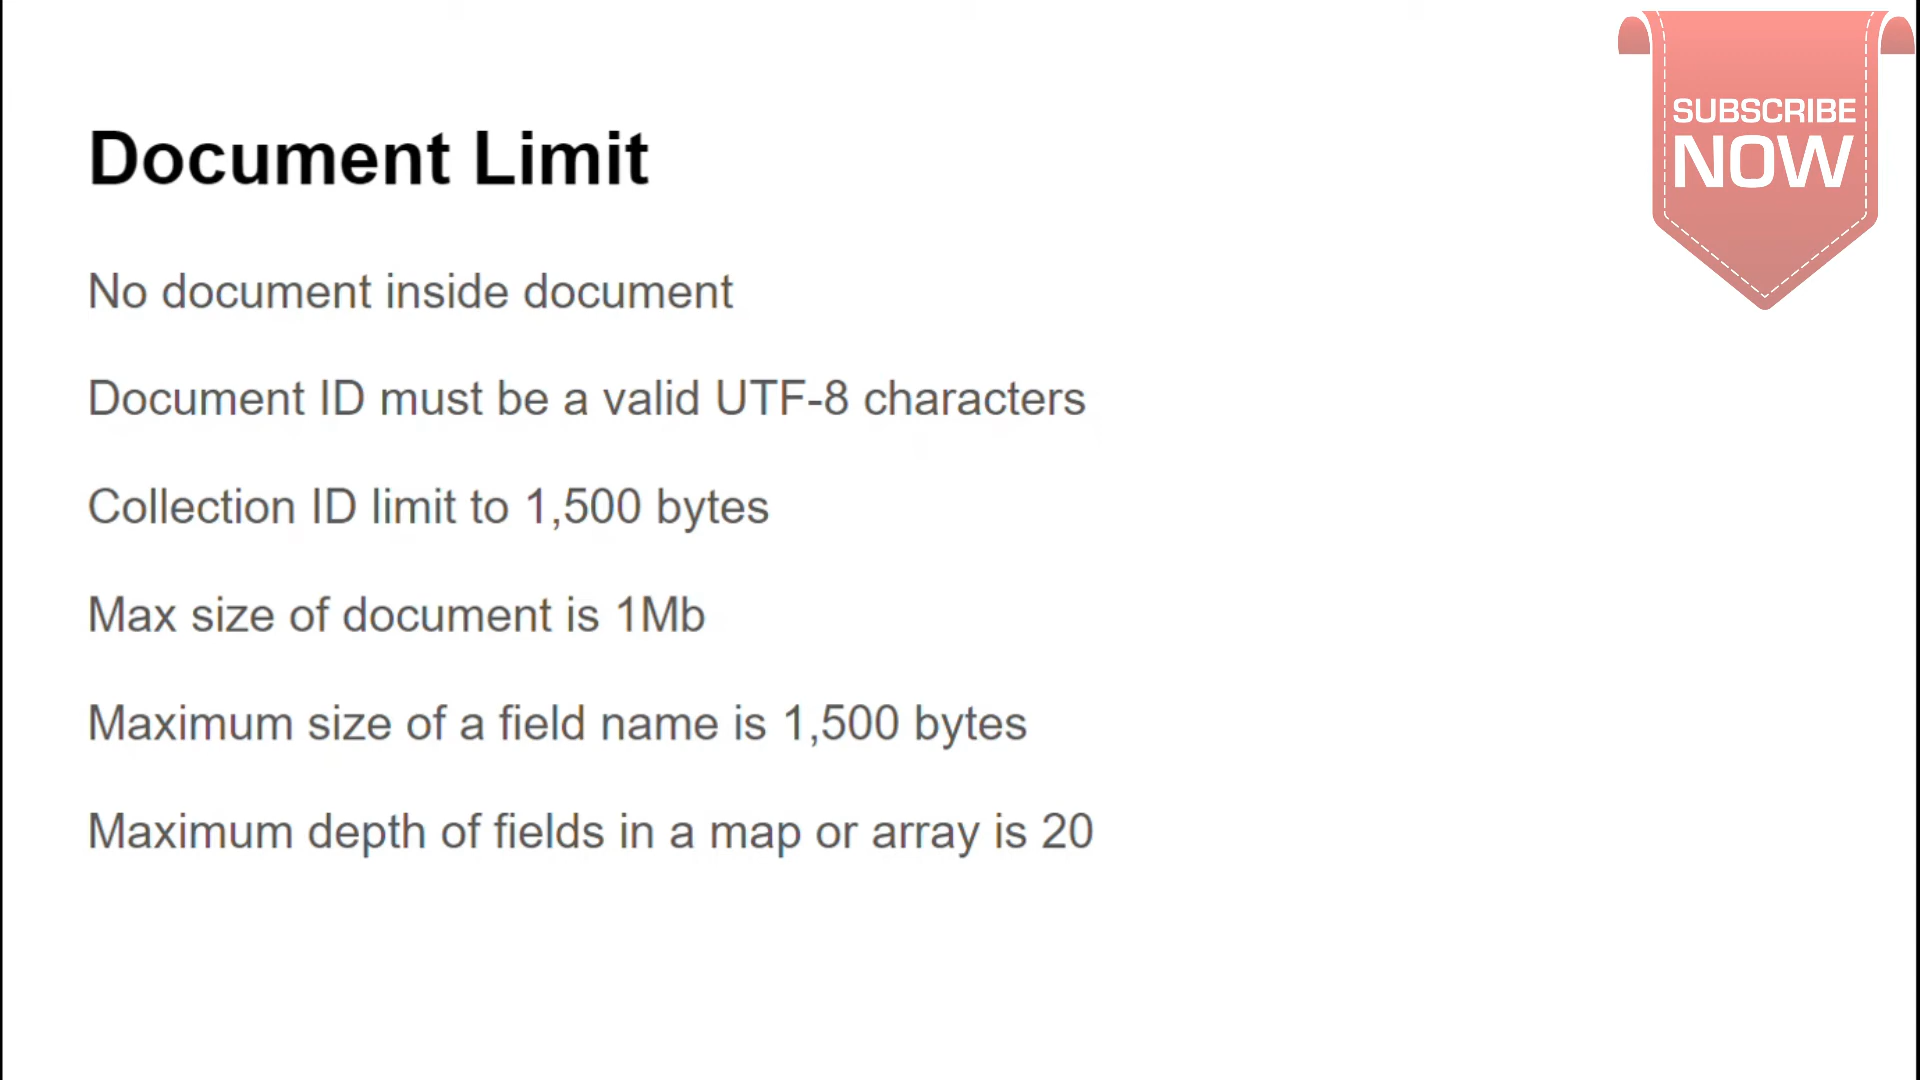 SUBSCRIBE
NOW
Document Limit
No document inside document
Document ID must be a valid UTF-8 characters
Collection ID limit to 1,500 bytes
Max size of document is 1Mb
Maximum size of a field name is 1,500 bytes
Maximum depth of fields in a map or array is 20